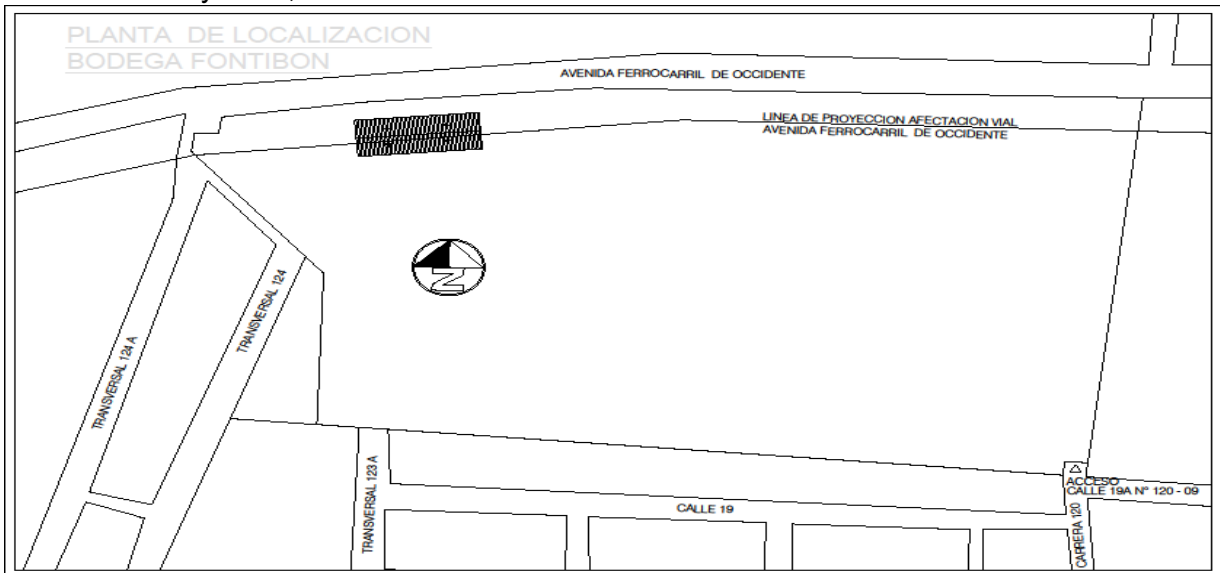 PLANTA DE LOCALIZACION
BODEGA FONTIBON
AVENIDA FERROCARRIL DE OCCIDENTE
LINEA DE PROYECCION AFECTACION VIAL
AVENIDA FERROCARRIL DE OCCIDENTE
N
TRANSVERSAL 124
TRANSVERSAL 124 A
TRANSVERSAL 123 A
CALLE 19
ACCESO
CALLE 19A N° 120 - 09
CARRERA 120